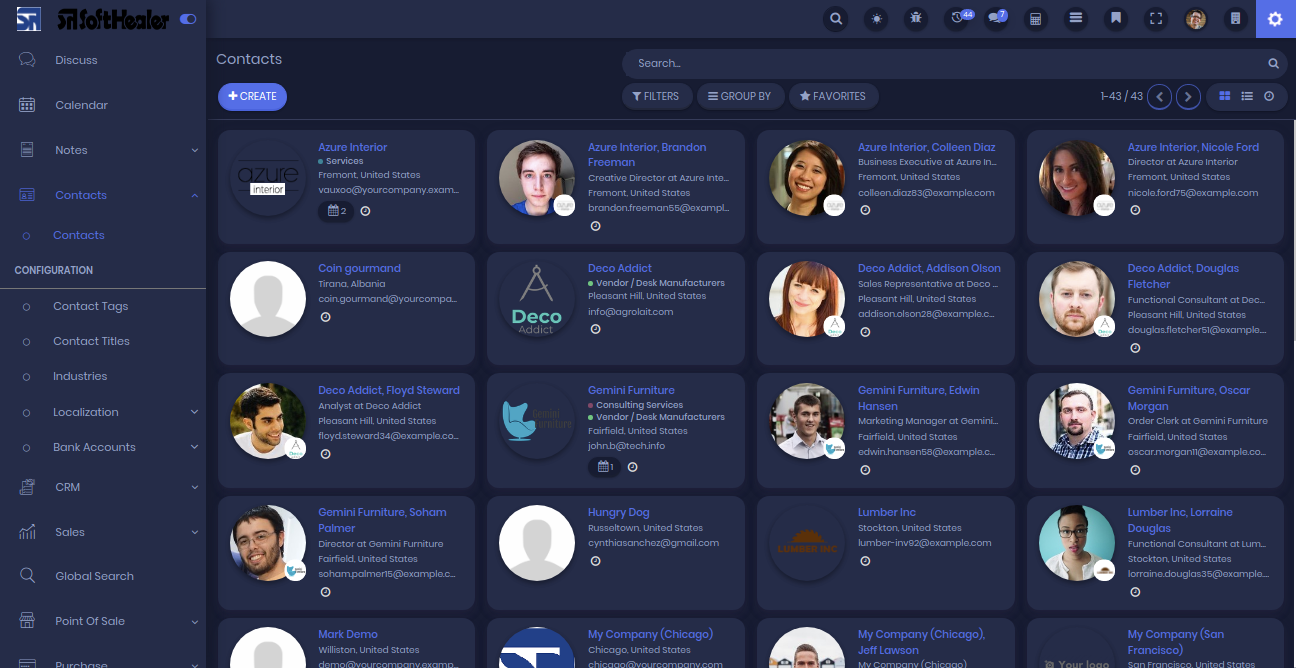 SoftHealer
44
7
Discuss
Calendar
Notes
Contacts
Contacts
CONFIGURATION
Contact Tags
Contact Titles
Industries
Localization
Bank Accounts
CRM
Sales
Global Search
Point Of Sale
Purchase
Contacts
Search...
CREATE
FILTERS
GROUP BY
FAVORITES
1-43 / 43
azure
interior
Azure Interior
Services
Fremont, United States
vauxoo@yourcompany.exam...
2
Azure Interior, Brandon
Freeman
Creative Director at Azure Inte...
Fremont, United States
brandon.freeman55@exampl...
Azure Interior, Colleen Diaz
Business Executive at Azure In...
Fremont, United States
colleen.diaz83@example.com
Azure Interior, Nicole Ford
Director at Azure Interior
Fremont, United States
nicole.ford75@example.com
Coin gourmand
Tirana, Albania
coin.gourmand@yourcompa...
Deco
Addict
Deco Addict
Vendor / Desk Manufacturers
Pleasant Hill, United States
info@agrolait.com
Deco Addict, Addison Olson
Sales Representative at Deco ...
Pleasant Hill, United States
addison.olson28@example.c...
Deco Addict, Douglas
Fletcher
Functional Consultant at Dec...
Pleasant Hill, United States
douglas.fletcher51@example....
Deco Addict, Floyd Steward
Analyst at Deco Addict
Pleasant Hill, United States
floyd.steward34@example.co...
Gemini
Furniture
Gemini Furniture
Consulting Services
Vendor / Desk Manufacturers
Fairfield, United States
john.b@tech.info
1
Gemini Furniture, Edwin
Hansen
Marketing Manager at Gemini...
Fairfield, United States
edwin.hansen58@example.c...
Gemini Furniture, Oscar
Morgan
Order Clerk at Gemini Furniture
Fairfield, United States
oscar.morgan11@example.co...
Gemini Furniture, Soham
Palmer
Director at Gemini Furniture
Fairfield, United States
soham.palmer15@example.c...
Hungry Dog
Russeltown, United States
cynthiasanchez@gmail.com
LUMBER INC
Lumber Inc
Stockton, United States
lumber-inv92@example.com
Lumber Inc, Lorraine
Douglas
Functional Consultant at Lum...
Stockton, United States
lorraine.douglas35@example....
Mark Demo
Williston, United States
demo@yourcompany.examp...
My Company (Chicago)
Chicago, United States
chicago@yourcompany.com
My Company (Chicago),
Jeff Lawson
My Company (Chicago)
Your logo
My Company (San
Francisco)
San Francisco, United States